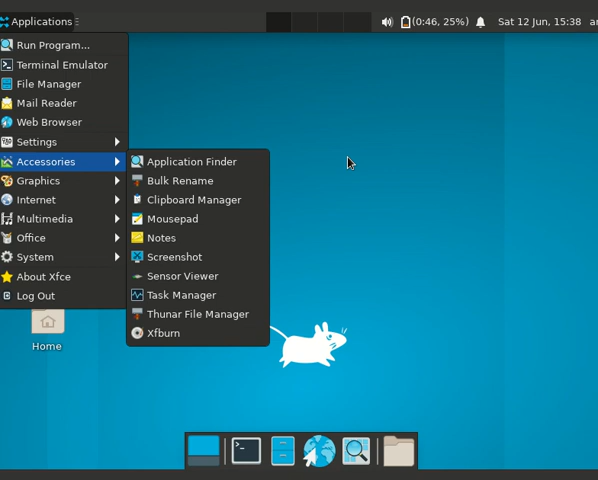 Applications
(0:46, 25%)
Sat 12 Jun, 15:38
Run Program...
Terminal Emulator
File Manager
Mail Reader
Web Browser
Settings
Accessories
Graphics
Internet
Multimedia
Office
System
About Xfce
Log Out
Application Finder
Bulk Rename
Clipboard Manager
Mousepad
Notes
Screenshot
Sensor Viewer
Task Manager
Thunar File Manager
Xfburn
Home